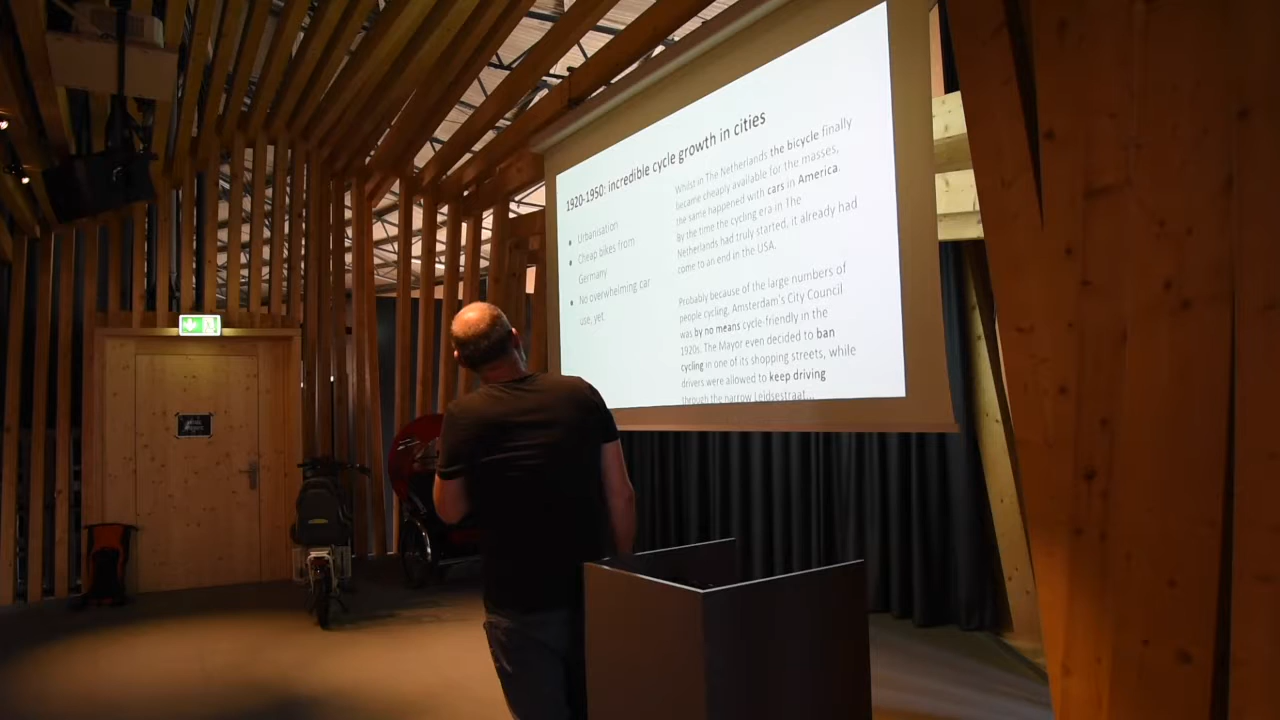 1920-1950: incredible cycle growth in cities
• Urbanisation
• Cheap bikes from
Germany
• No overwhelming car
use, yet.
Whilst in The Netherlands the bicycle finally
became cheaply available for the masses,
the same happened with cars in America.
By the time the cycling era in The
Netherlands had truly started, it already had
come to an end in the USA.
Probably because of the large numbers of
people cycling, Amsterdam's City Council
was by no means cycle-friendly in the
1920s. The Mayor even decided to ban
cycling in one of its shopping streets, while
drivers were allowed to keep driving
through the narrow Leidsestraat...